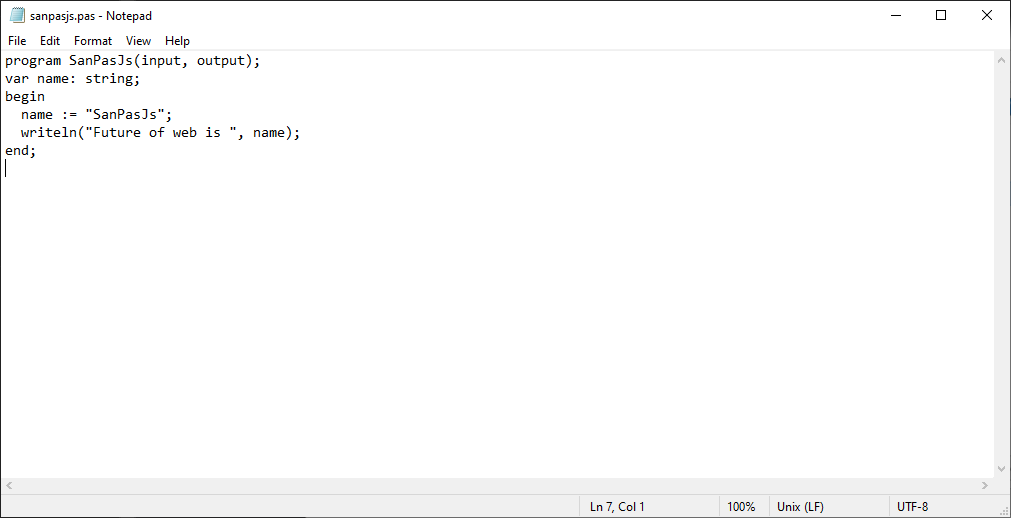 sanpasjs.pas - Notepad
File Edit Format View Help
program SanPasJs(input, output);
var name: string;
begin
  name := "SanPasJs";
  writeln("Future of web is ", name);
end;
Ln 7, Col 1 100% Unix (LF) UTF-8